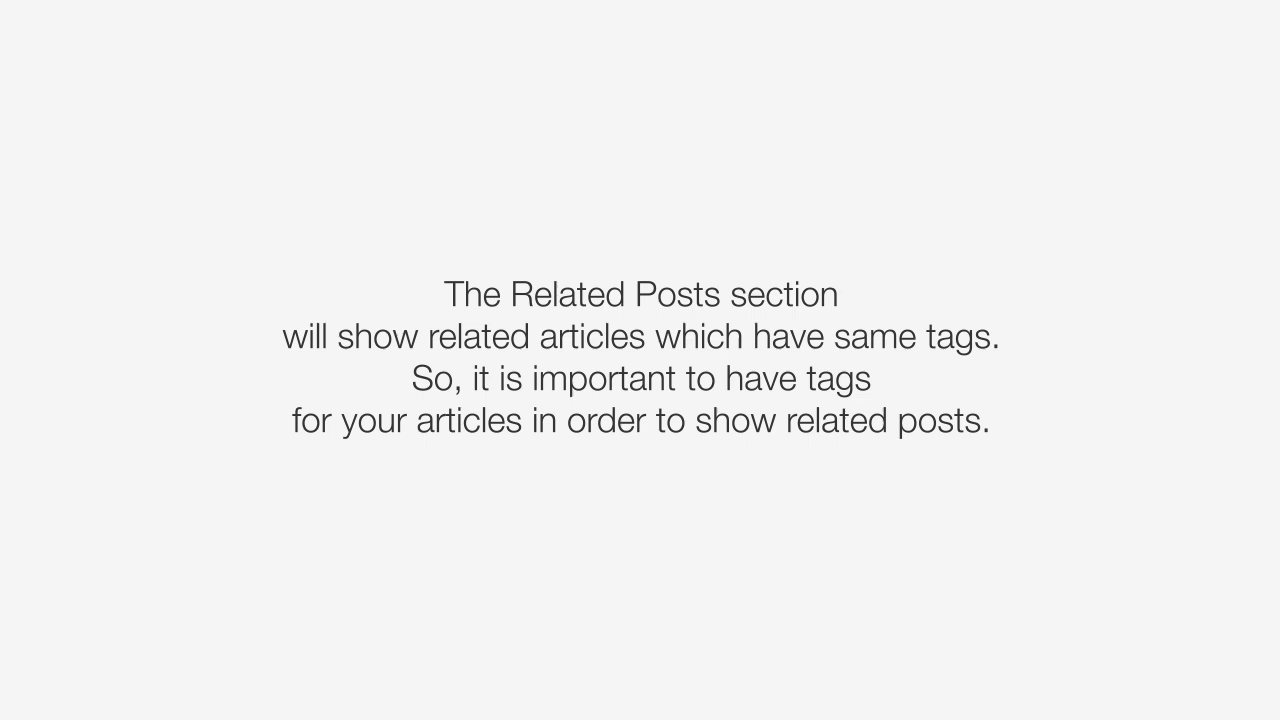 The Related Posts section
will show related articles which have same tags.
So, it is important to have tags
for your articles in order to show related posts.